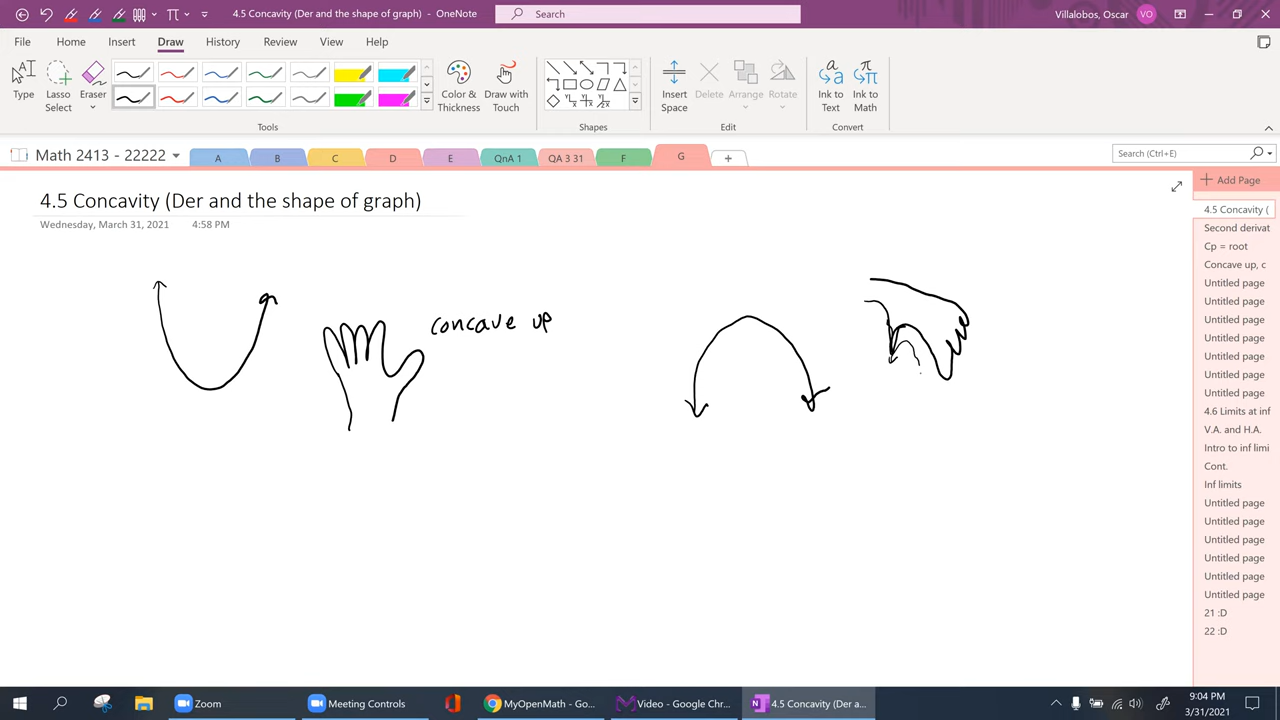 4.5 Concavity (Der and the shape of graph) - OneNote
Search
Villalobos, Oscar
VO
File Home Insert Draw History Review View Help
Type
Lasso Select
Eraser
Color & Thickness
Draw with Touch
Insert Space
Delete
Arrange
Rotate
Ink to Text
Ink to Math
Tools
Shapes
Edit
Convert
Math 2413 - 22222
A B C D E QnA 1 QA 3 31 F G
Search (Ctrl+E)
Add Page
4.5 Concavity (Der and the shape of graph)
Wednesday, March 31, 2021 4:58 PM
concave up
4.5 Concavity (
Second derivat
Cp = root
Concave up, c
Untitled page
Untitled page
Untitled page
Untitled page
Untitled page
Untitled page
Untitled page
4.6 Limits at inf
V.A. and H.A.
Intro to inf limi
Cont.
Inf limits
Untitled page
Untitled page
Untitled page
Untitled page
Untitled page
Untitled page
21 :D
22 :D
Zoom
Meeting Controls
MyOpenMath - Go...
Video - Google Chr...
4.5 Concavity (Der a...
9:04 PM
3/31/2021